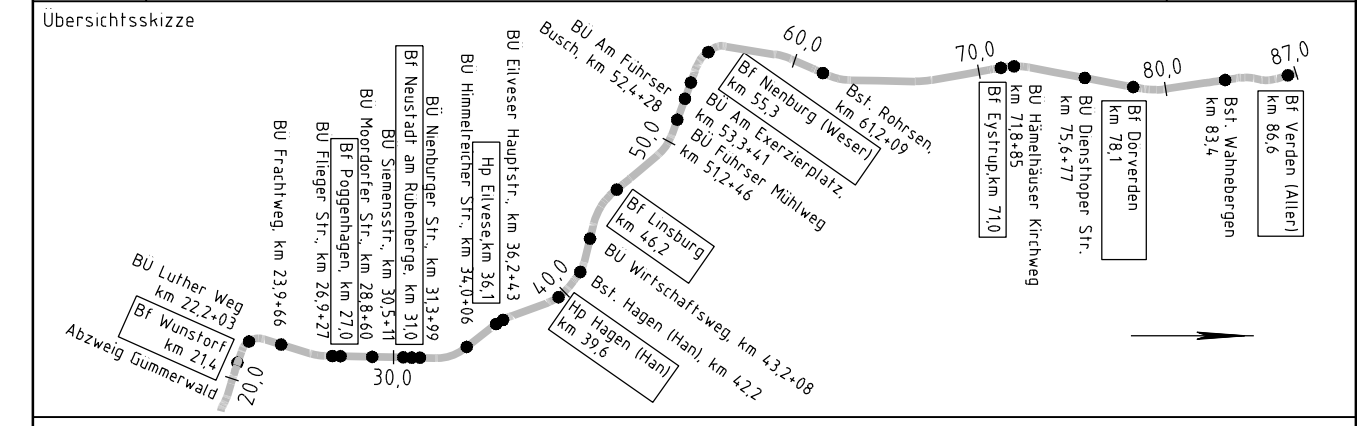 Übersichtsskizze
Abzweig Gümmerwald
20,0
Bf Wunstorf
km 21,4
BÜ Luther Weg
km 22,2+03
BÜ Frachtweg, km 23,9+66
BÜ Flieger Str., km 26,9+27
Bf Poggenhagen, km 27,0
BÜ Moordorfer Str., km 28,8+60
30,0
BÜ Siemensstr., km 30,5+11
Bf Neustadt am Rübenberge, km 31,0
BÜ Nienburger Str., km 31,3+99
BÜ Himmelreicher Str., km 34,0+06
Hp Eilvese,km 36,1
BÜ Eilveser Hauptstr., km 36,2+43
Hp Hagen (Han)
km 39,6
40,0
Bst. Hagen (Han), km 42,2
BÜ Wirtschaftsweg, km 43,2+08
Bf Linsburg
km 46,2
50,0
BÜ Führser Mühlweg
km 51,2+46
BÜ Am Führser
Busch, km 52,4+28
BÜ Am Exerzierplatz,
km 53,3+41
Bf Nienburg (Weser)
km 55,3
60,0
Bst. Rohrsen,
km 61,2+09
70,0
Bf Eystrup,km 71,0
BÜ Hämelhäuser Kirchweg
km 71,8+85
BÜ Diensthoper Str.
km 75,6+77
Bf Dörverden
km 78,1
80,0
Bst. Wahnebergen
km 83,4
Bf Verden (Aller)
km 86,6
87,0